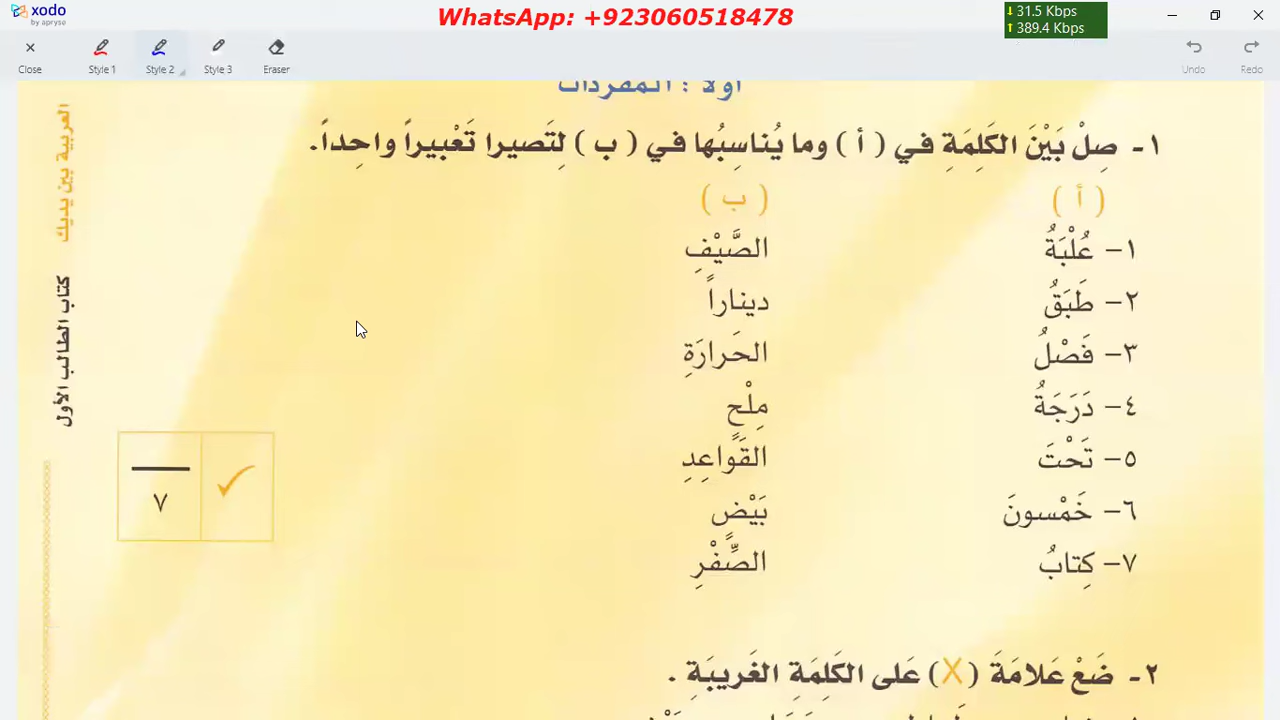 xodo
by apryse
WhatsApp: +923060518478
↓ 31.5 Kbps
↑ 389.4 Kbps
Close
Style 1
Style 2
Style 3
Eraser
Undo
Redo
أولاً : المفردات
١- صِلْ بَيْنَ الكَلِمَةِ في ( أ ) وما يُناسِبُها في ( ب ) لِتَصيرا تَعْبيراً واحِداً.
( أ ) ( ب )
١- عُلْبَةُ الصَّيْفِ
٢- طَبَقُ ديناراً
٣- فَصْلُ الحَرارَةِ
٤- دَرَجَةُ مِلْحٍ
٥- تَحْتَ القَواعِدِ
٦- خَمْسونَ بَيْضٍ
٧- كِتابُ الصِّفْرِ
٧
العربية بين يديك
كتاب الطالب الأول
٢- ضَعْ عَلامَةَ (X) عَلى الكَلِمَةِ الغَريبَةِ .